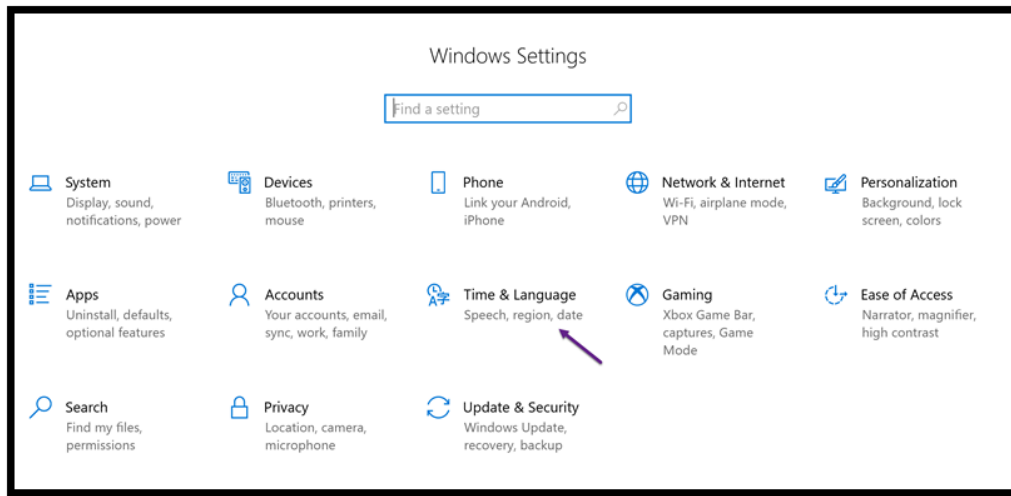 Windows Settings
Find a setting
System
Display, sound,
notifications, power
Devices
Bluetooth, printers,
mouse
Phone
Link your Android,
iPhone
Network & Internet
Wi-Fi, airplane mode,
VPN
Personalization
Background, lock
screen, colors
Apps
Uninstall, defaults,
optional features
Accounts
Your accounts, email,
sync, work, family
Time & Language
Speech, region, date
Gaming
Xbox Game Bar,
captures, Game
Mode
Ease of Access
Narrator, magnifier,
high contrast
Search
Find my files,
permissions
Privacy
Location, camera,
microphone
Update & Security
Windows Update,
recovery, backup